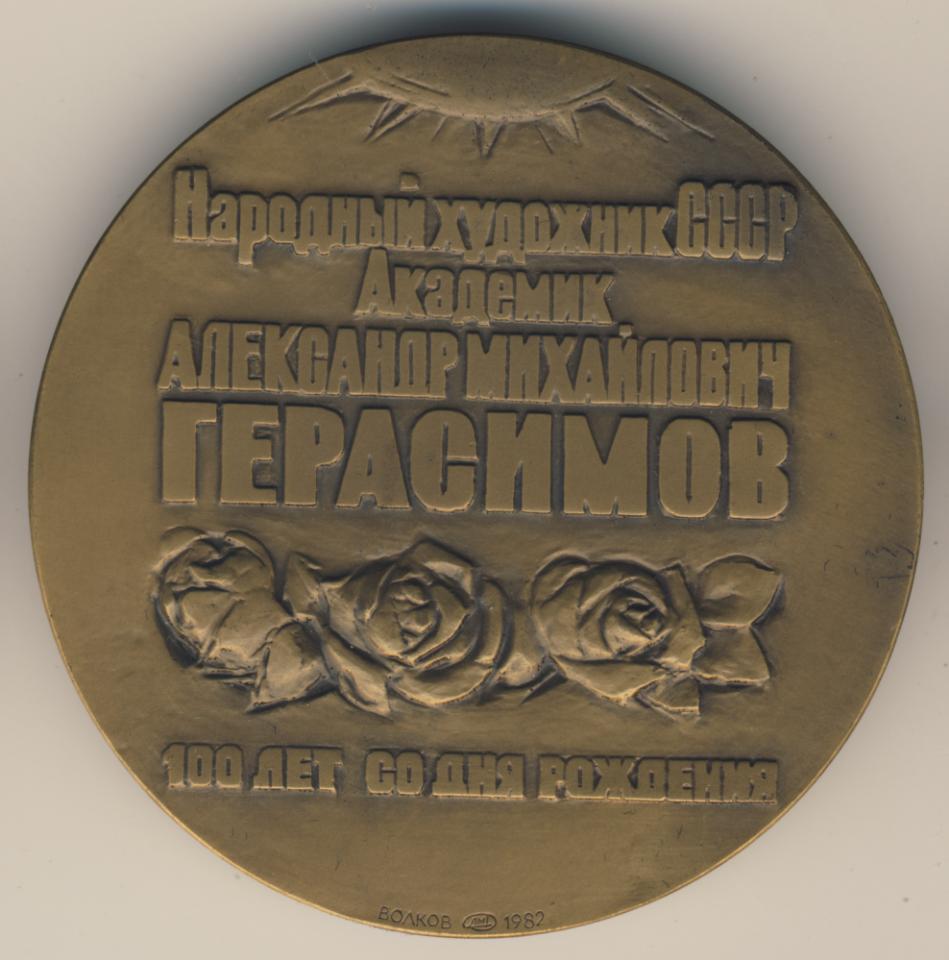 Народный художник СССР
Академик
АЛЕКСАНДР МИХАЙЛОВИЧ
ГЕРАСИМОВ
100 ЛЕТ СО ДНЯ РОЖДЕНИЯ
ВОЛКОВ ЛМД 1982